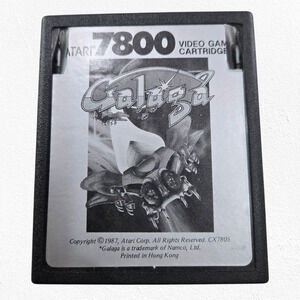 ATARI 7800 VIDEO GAME
CARTRIDGE
Galaga
Copyright ©1987, Atari Corp. All Rights Reserved. CX7805
*Galaga is a trademark of Namco, Ltd.
Printed in Hong Kong